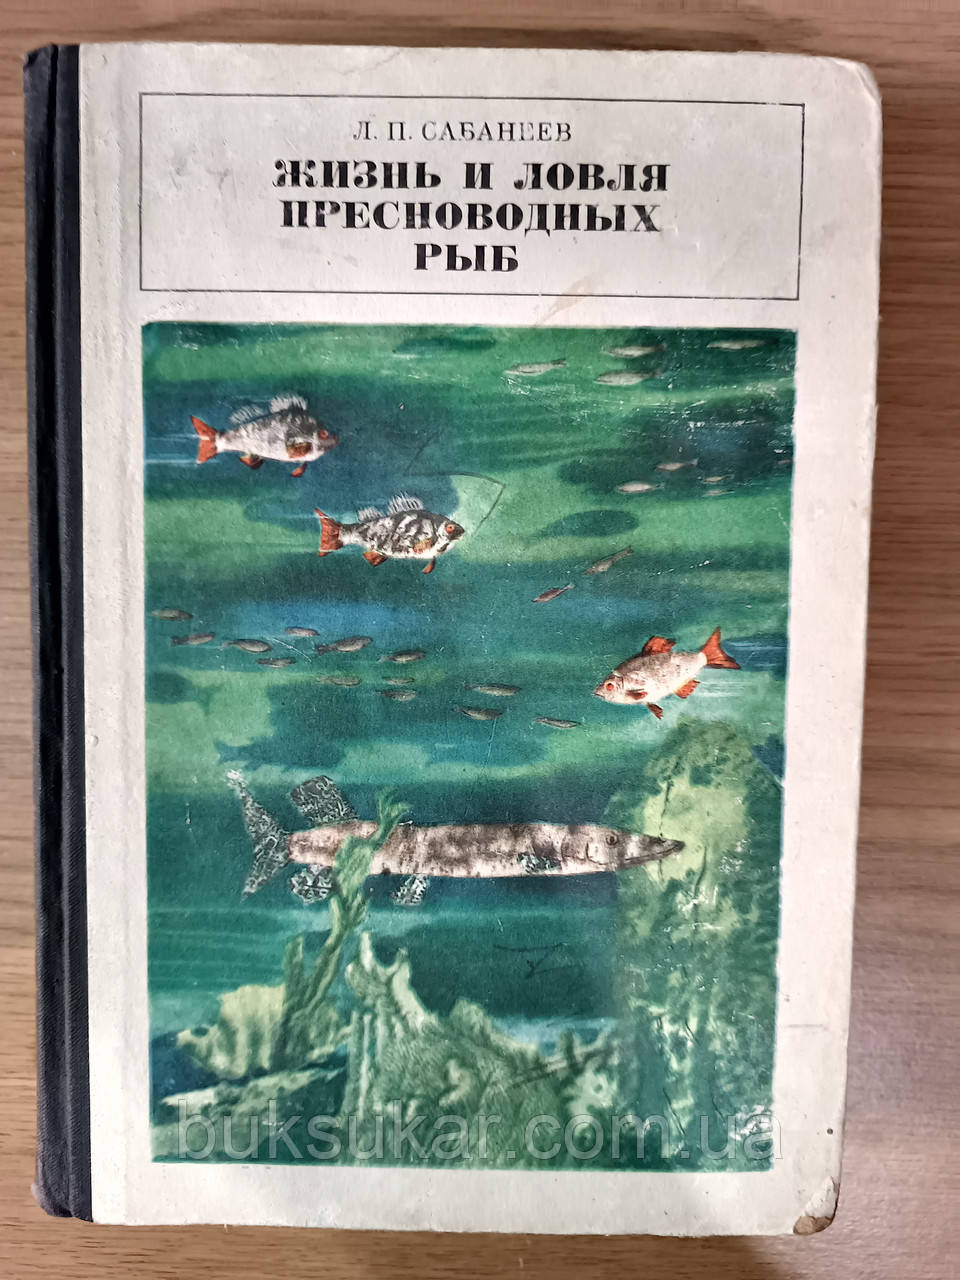 Л. П. САБАНЕЕВ
ЖИЗНЬ И ЛОВЛЯ
ПРЕСНОВОДНЫХ
РЫБ
buksukar.com.ua